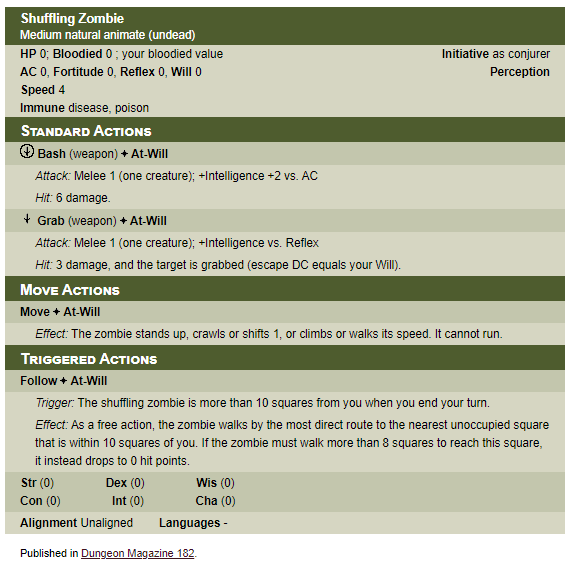 Shuffling Zombie
Medium natural animate (undead)
HP 0; Bloodied 0 ; your bloodied value Initiative as conjurer
AC 0, Fortitude 0, Reflex 0, Will 0 Perception
Speed 4
Immune disease, poison
STANDARD ACTIONS
Bash (weapon) ✦ At-Will
Attack: Melee 1 (one creature); +Intelligence +2 vs. AC
Hit: 6 damage.
Grab (weapon) ✦ At-Will
Attack: Melee 1 (one creature); +Intelligence vs. Reflex
Hit: 3 damage, and the target is grabbed (escape DC equals your Will).
MOVE ACTIONS
Move ✦ At-Will
Effect: The zombie stands up, crawls or shifts 1, or climbs or walks its speed. It cannot run.
TRIGGERED ACTIONS
Follow ✦ At-Will
Trigger: The shuffling zombie is more than 10 squares from you when you end your turn.
Effect: As a free action, the zombie walks by the most direct route to the nearest unoccupied square
that is within 10 squares of you. If the zombie must walk more than 8 squares to reach this square,
it instead drops to 0 hit points.
Str (0) Dex (0) Wis (0)
Con (0) Int (0) Cha (0)
Alignment Unaligned Languages -
Published in Dungeon Magazine 182.